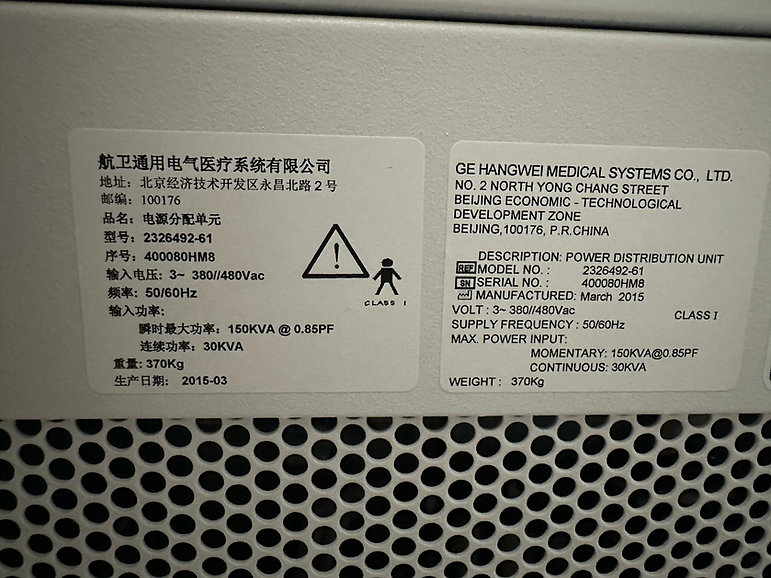 航卫通用电气医疗系统有限公司
地址: 北京经济技术开发区永昌北路2号
邮编: 100176
品名: 电源分配单元
型号: 2326492-61
序号: 400080HM8
输入电压: 3~ 380//480Vac
频率: 50/60Hz
输入功率:
瞬时最大功率: 150KVA @ 0.85PF
连续功率: 30KVA
重量: 370Kg
生产日期: 2015-03
!
CLASS I
GE HANGWEI MEDICAL SYSTEMS CO., LTD.
NO. 2 NORTH YONG CHANG STREET
BEIJING ECONOMIC - TECHNOLOGICAL
DEVELOPMENT ZONE
BEIJING,100176, P.R.CHINA
DESCRIPTION: POWER DISTRIBUTION UNIT
REF MODEL NO. : 2326492-61
SN SERIAL NO. : 400080HM8
MANUFACTURED: March 2015
VOLT : 3~ 380//480Vac
CLASS I
SUPPLY FREQUENCY : 50/60Hz
MAX. POWER INPUT:
MOMENTARY: 150KVA@0.85PF
CONTINUOUS: 30KVA
WEIGHT : 370Kg